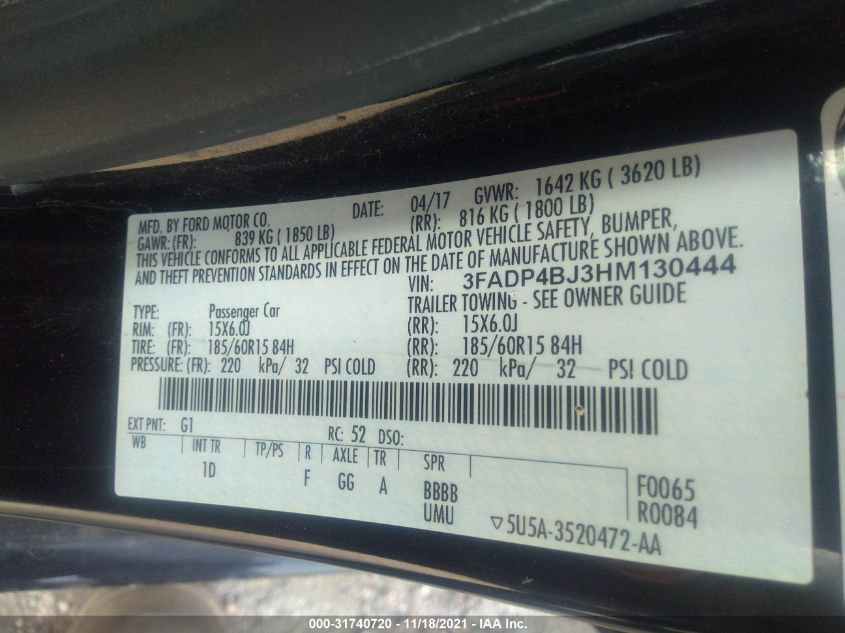 MFD. BY FORD MOTOR CO. DATE: 04/17 GVWR: 1642 KG ( 3620 LB)
GAWR: (FR): 839 KG ( 1850 LB) (RR): 816 KG ( 1800 LB)
THIS VEHICLE CONFORMS TO ALL APPLICABLE FEDERAL MOTOR VEHICLE SAFETY, BUMPER,
AND THEFT PREVENTION STANDARDS IN EFFECT ON THE DATE OF MANUFACTURE SHOWN ABOVE.
VIN: 3FADP4BJ3HM130444
TYPE: Passenger Car TRAILER TOWING - SEE OWNER GUIDE
RIM: (FR): 15X6.0J (RR): 15X6.0J
TIRE: (FR): 185/60R15 84H (RR): 185/60R15 84H
PRESSURE: (FR): 220 kPa/ 32 PSI COLD (RR): 220 kPa/ 32 PSI COLD
EXT PNT: G1 RC: 52 DSO:
WB INT TR TP/PS R AXLE TR SPR
1D F GG A BBBB F0065
UMU R0084
▽5U5A-3520472-AA
000-31740720 - 11/18/2021 - IAA Inc.